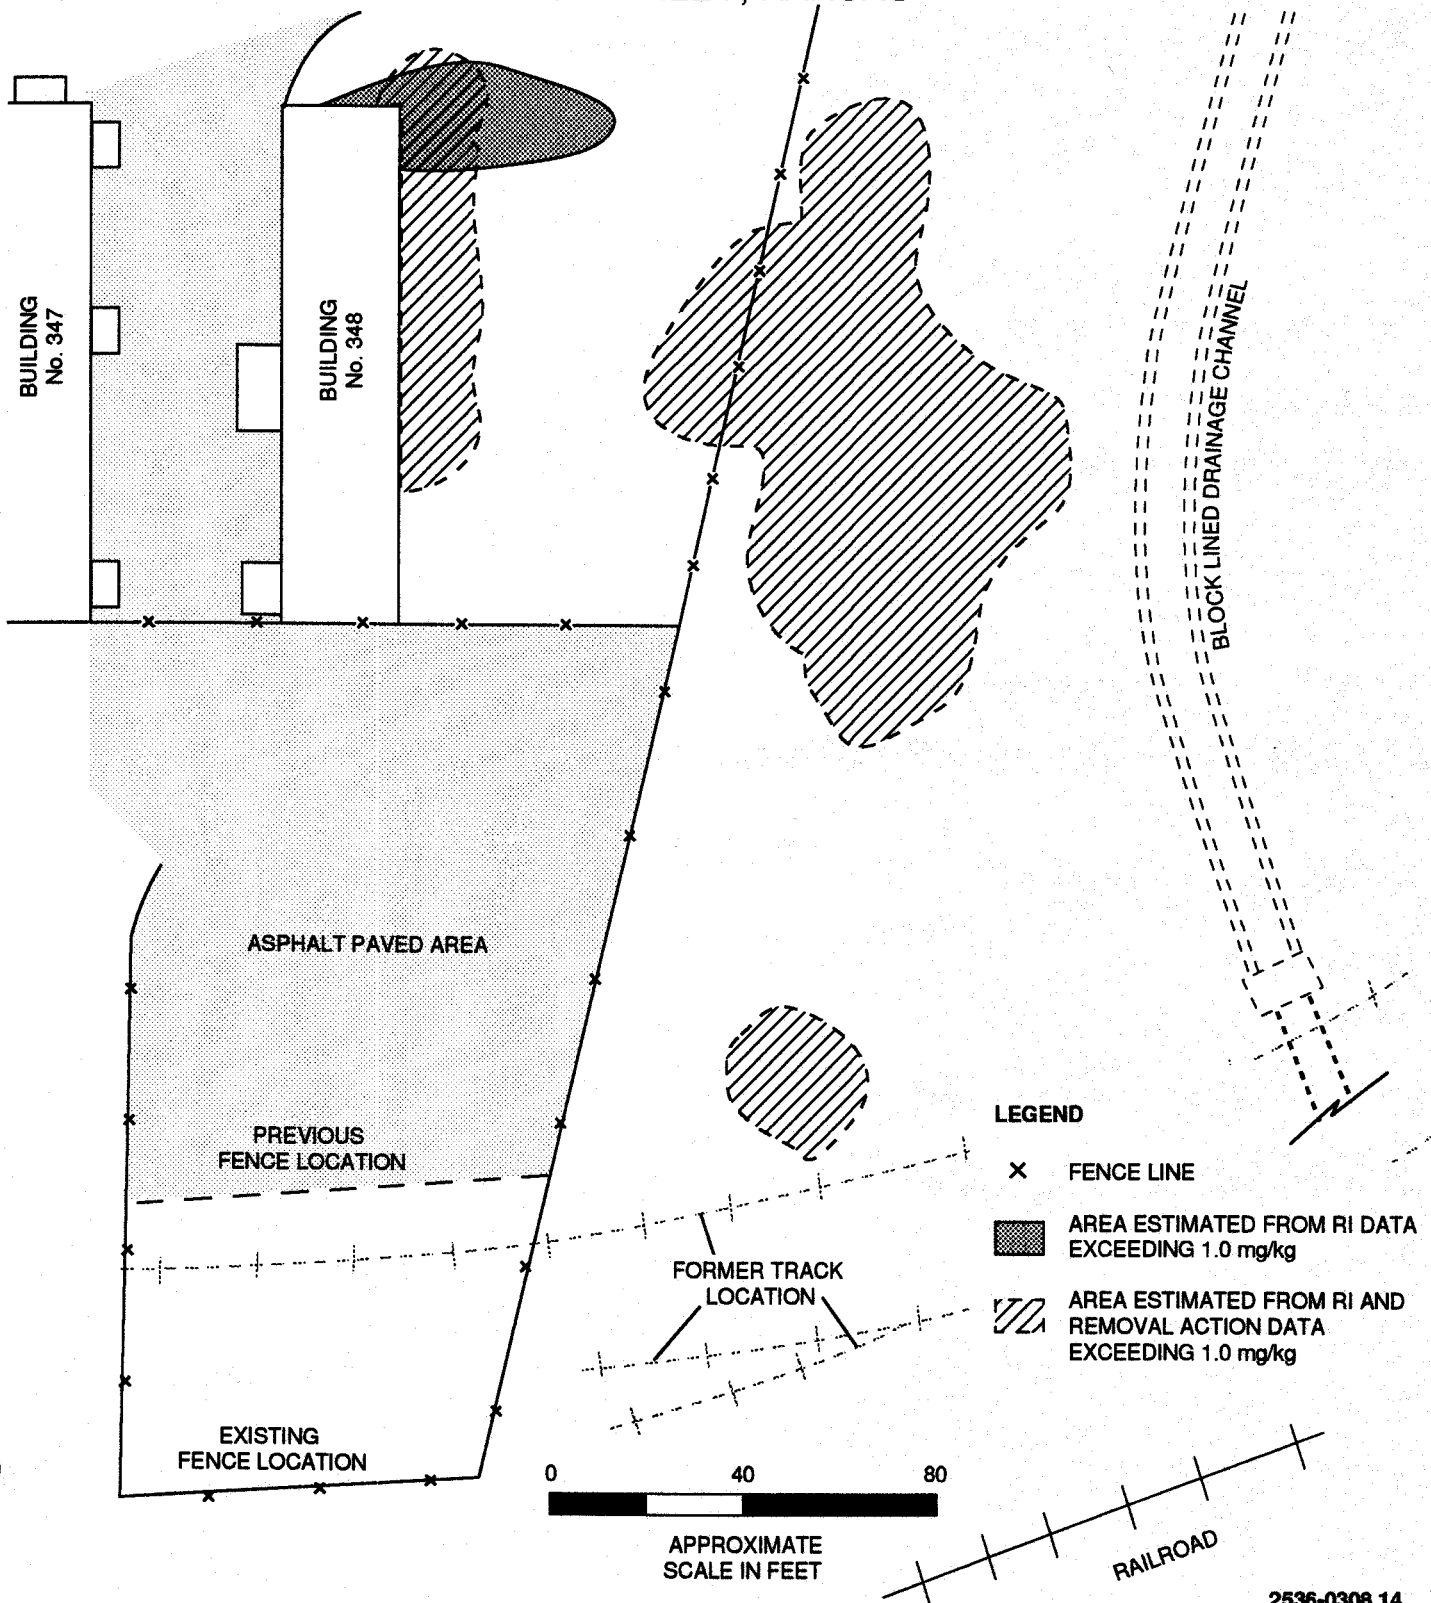 BUILDING
No. 347
BUILDING
No. 348
BLOCK LINED DRAINAGE CHANNEL
ASPHALT PAVED AREA
PREVIOUS
FENCE LOCATION
LEGEND
x FENCE LINE
AREA ESTIMATED FROM RI DATA
EXCEEDING 1.0 mg/kg
AREA ESTIMATED FROM RI AND
REMOVAL ACTION DATA
EXCEEDING 1.0 mg/kg
FORMER TRACK
LOCATION
EXISTING
FENCE LOCATION
0 40 80
APPROXIMATE
SCALE IN FEET
RAILROAD
2536-0308.14